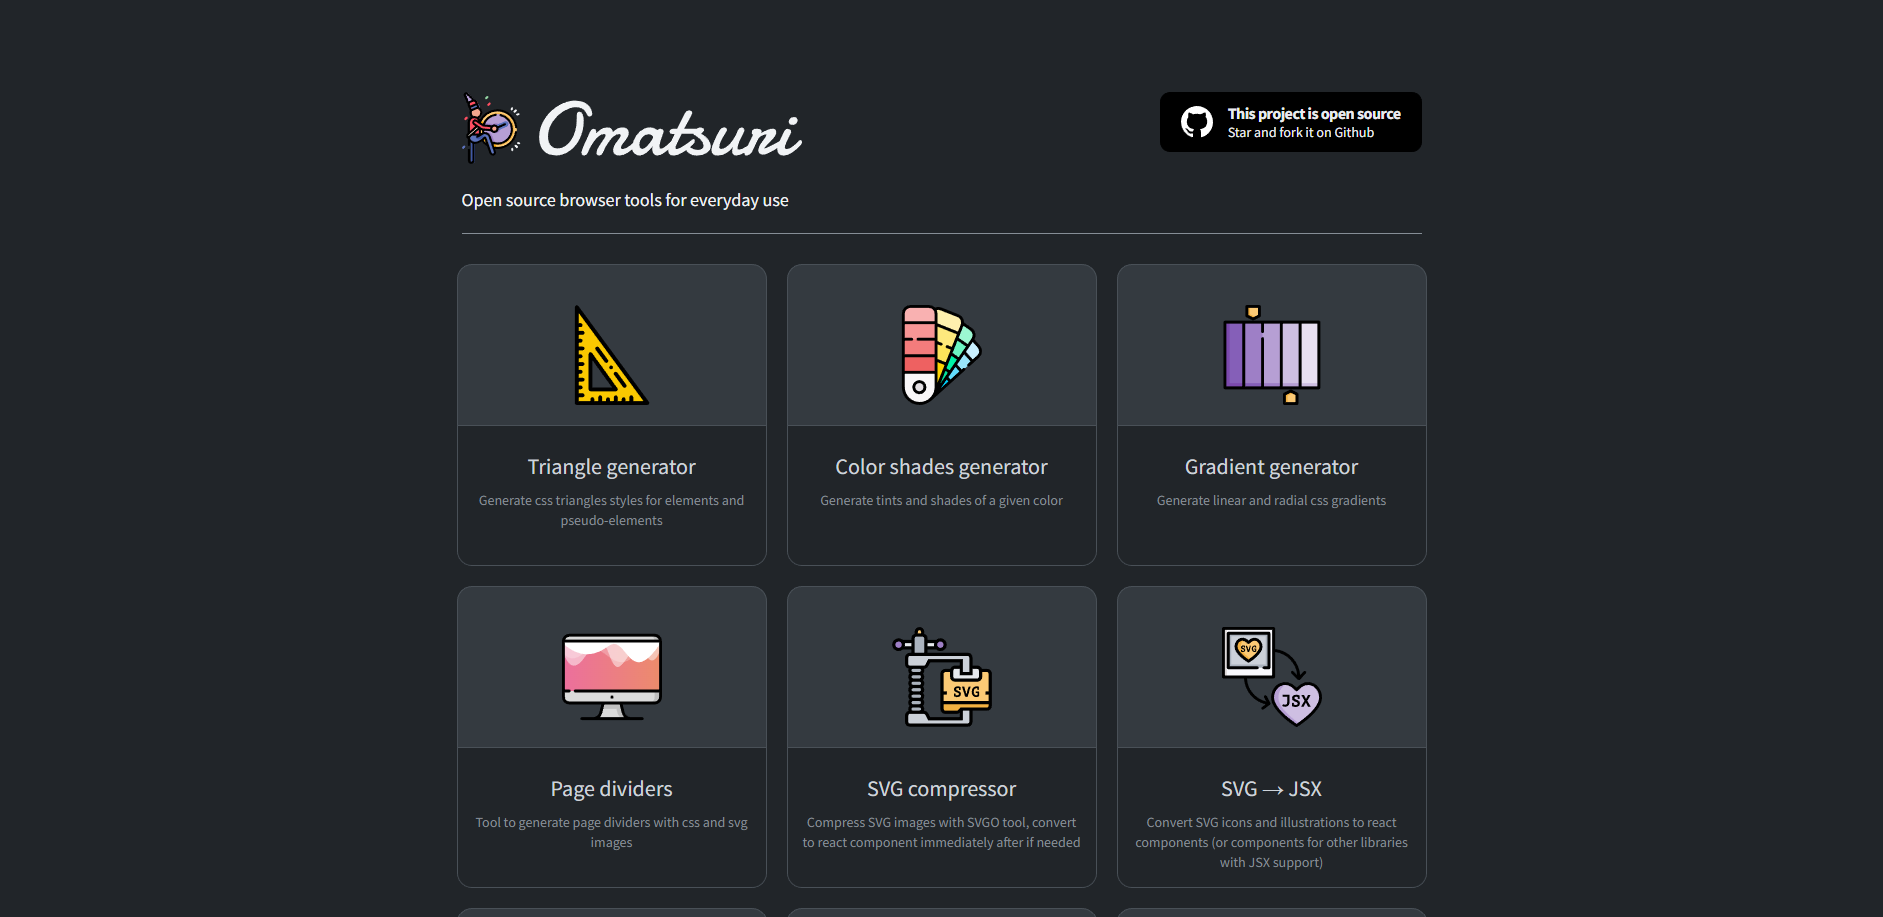 Omatsuri
This project is open source
Star and fork it on Github
Open source browser tools for everyday use
Triangle generator
Generate css triangles styles for elements and
pseudo-elements
Color shades generator
Generate tints and shades of a given color
Gradient generator
Generate linear and radial css gradients
SVG
SVG
JSX
Page dividers
Tool to generate page dividers with css and svg
images
SVG compressor
Compress SVG images with SVGO tool, convert
to react component immediately after if needed
SVG → JSX
Convert SVG icons and illustrations to react
components (or components for other libraries
with JSX support)